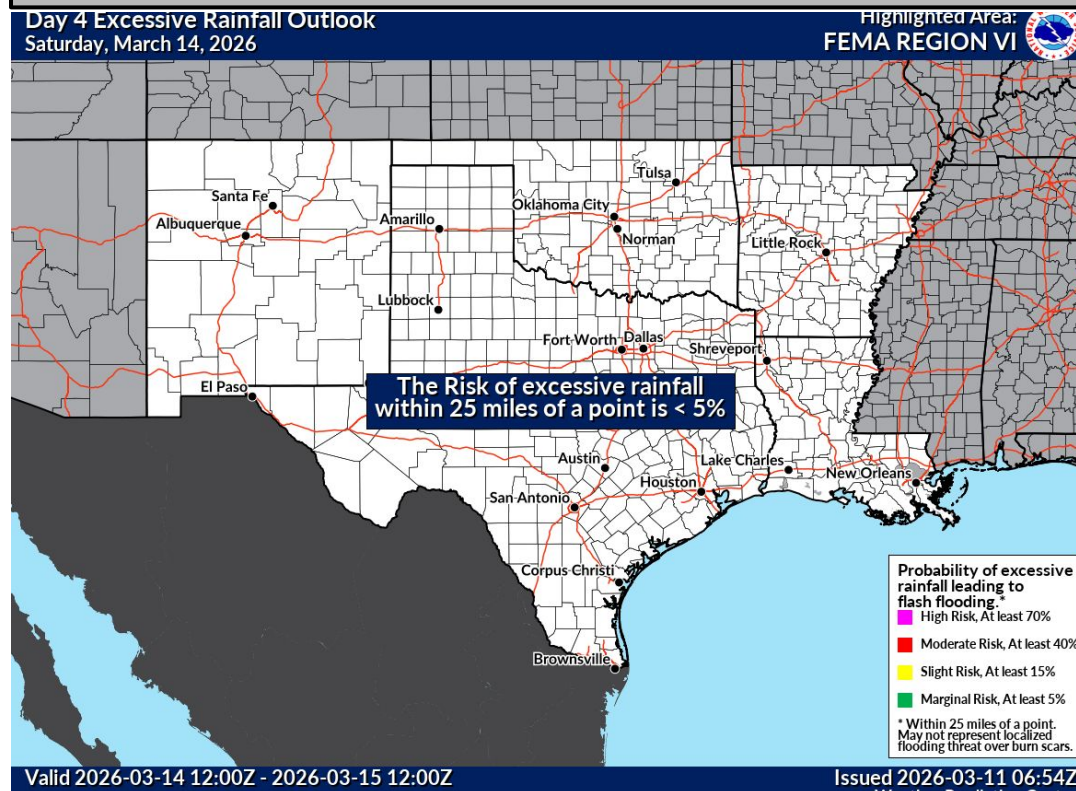 Day 4 Excessive Rainfall Outlook
Saturday, March 14, 2026
Highlighted Area:
FEMA REGION VI
Tulsa
Santa Fe
Oklahoma City
Albuquerque
Amarillo
Norman
Little Rock
Lubbock
Fort Worth
Dallas
Shreveport
El Paso
The Risk of excessive rainfall
within 25 miles of a point is < 5%
Austin
Lake Charles
Houston
New Orleans
San Antonio
Corpus Christi
Brownsville
Probability of excessive
rainfall leading to
flash flooding.*
High Risk, At least 70%
Moderate Risk, At least 40%
Slight Risk, At least 15%
Marginal Risk, At least 5%
* Within 25 miles of a point.
May not represent localized
flooding threat over burn scars.
Valid 2026-03-14 12:00Z - 2026-03-15 12:00Z
Issued 2026-03-11 06:54Z